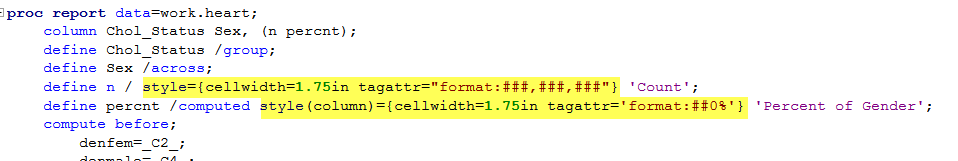 proc report data=work.heart;
column Chol_Status Sex, (n percnt);
define Chol_Status /group;
define Sex /across;
define n / style={cellwidth=1.75in tagattr="format:###,###,###"} 'Count';
define percnt /computed style(column)={cellwidth=1.75in tagattr='format:##0%'} 'Percent of Gender';
compute before;
denfem=_C2_;
denmale=_C4_;